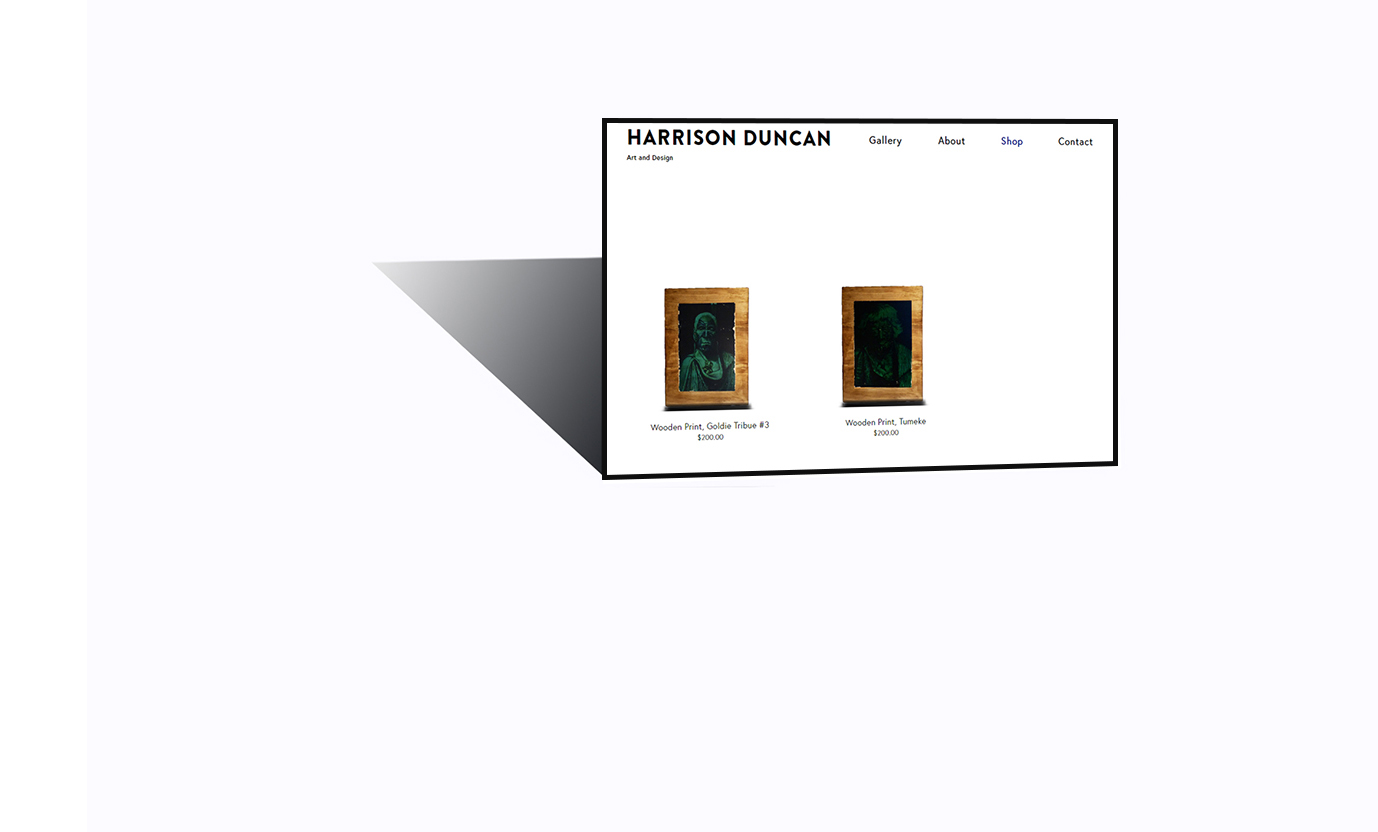 HARRISON DUNCAN
Gallery About Shop Contact
Art and Design
Wooden Print, Goldie Tribue #3
$200.00
Wooden Print, Tumeke
$200.00